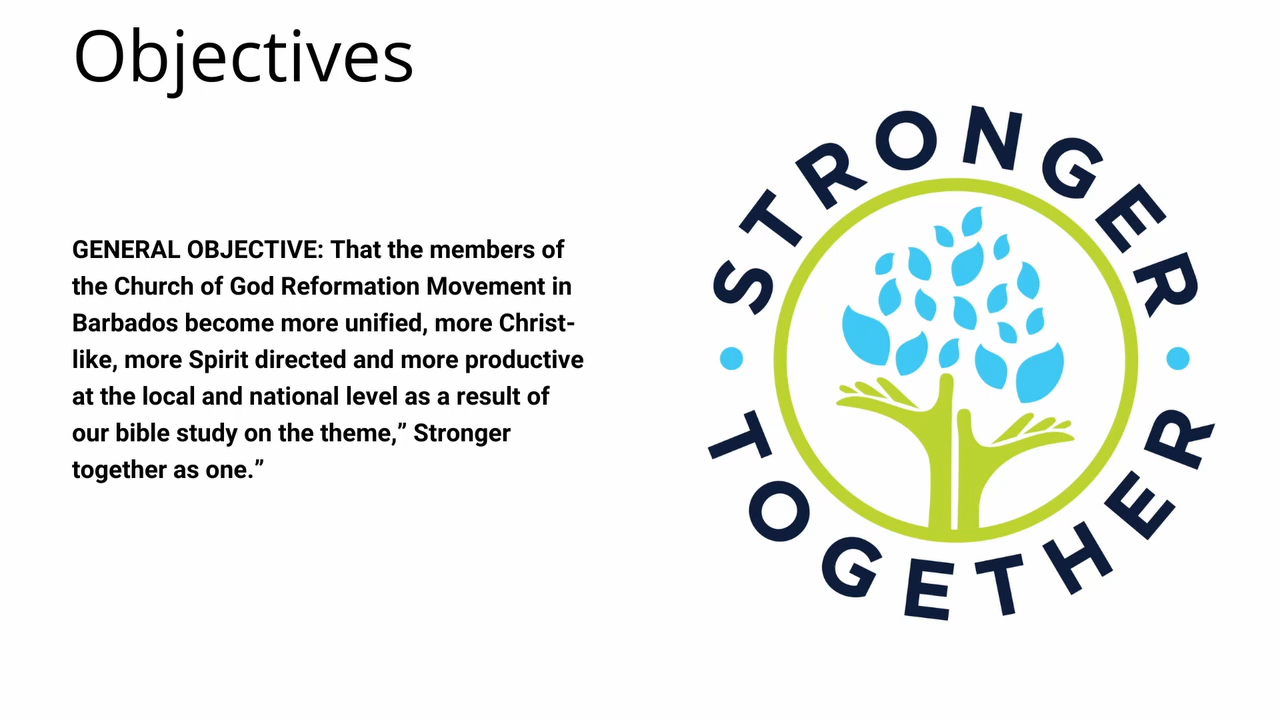 Objectives
GENERAL OBJECTIVE: That the members of
the Church of God Reformation Movement in
Barbados become more unified, more Christ-
like, more Spirit directed and more productive
at the local and national level as a result of
our bible study on the theme,” Stronger
together as one.”
STRONGER
TOGETHER